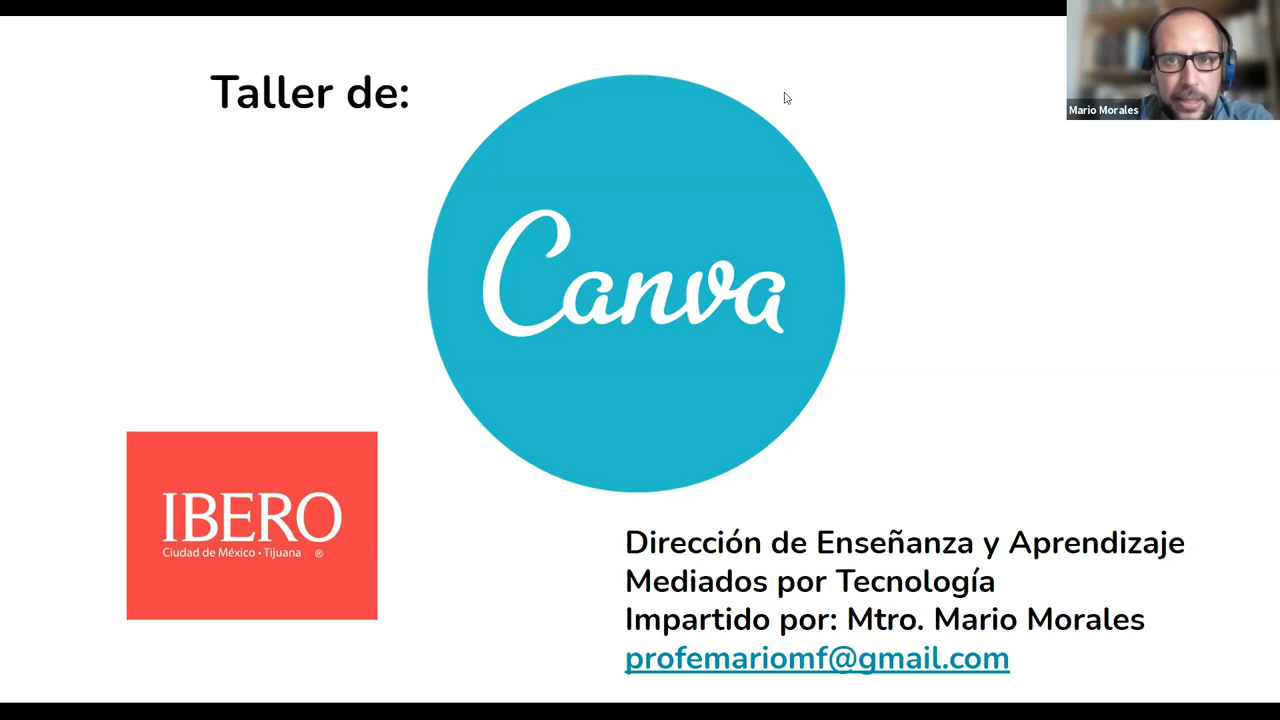 Taller de:
Mario Morales
Canva
IBERO
Ciudad de México • Tijuana ®
Dirección de Enseñanza y Aprendizaje
Mediados por Tecnología
Impartido por: Mtro. Mario Morales
profemariomf@gmail.com